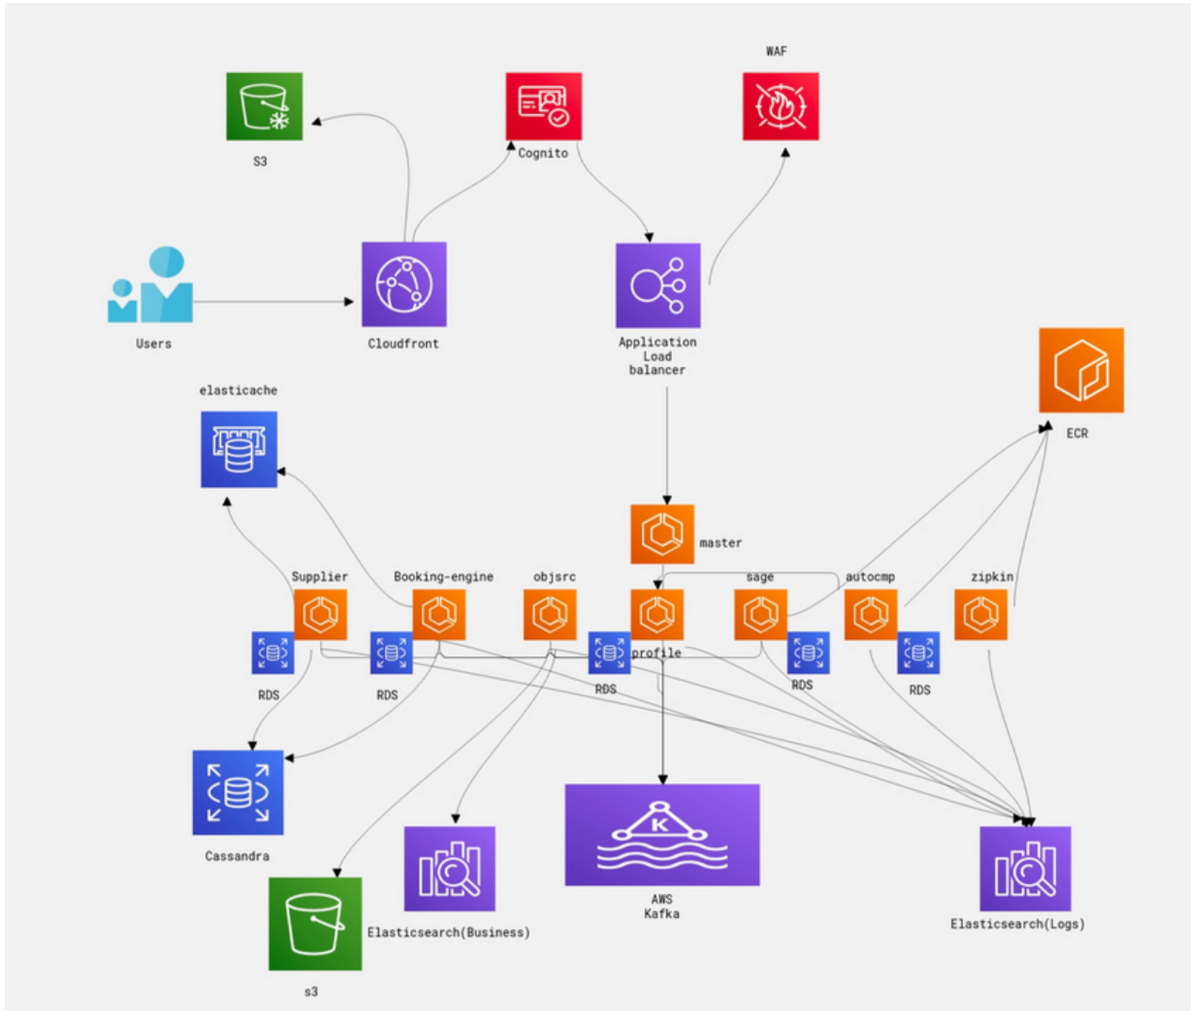 WAF
S3
Cognito
Users
Cloudfront
Application
Load
balancer
elasticache
ECR
master
Supplier
Booking-engine
objsrc
sage
autocmp
zipkin
profile
RDS
RDS
RDS
RDS
RDS
K
Cassandra
AWS
Kafka
Elasticsearch(Business)
Elasticsearch(Logs)
s3